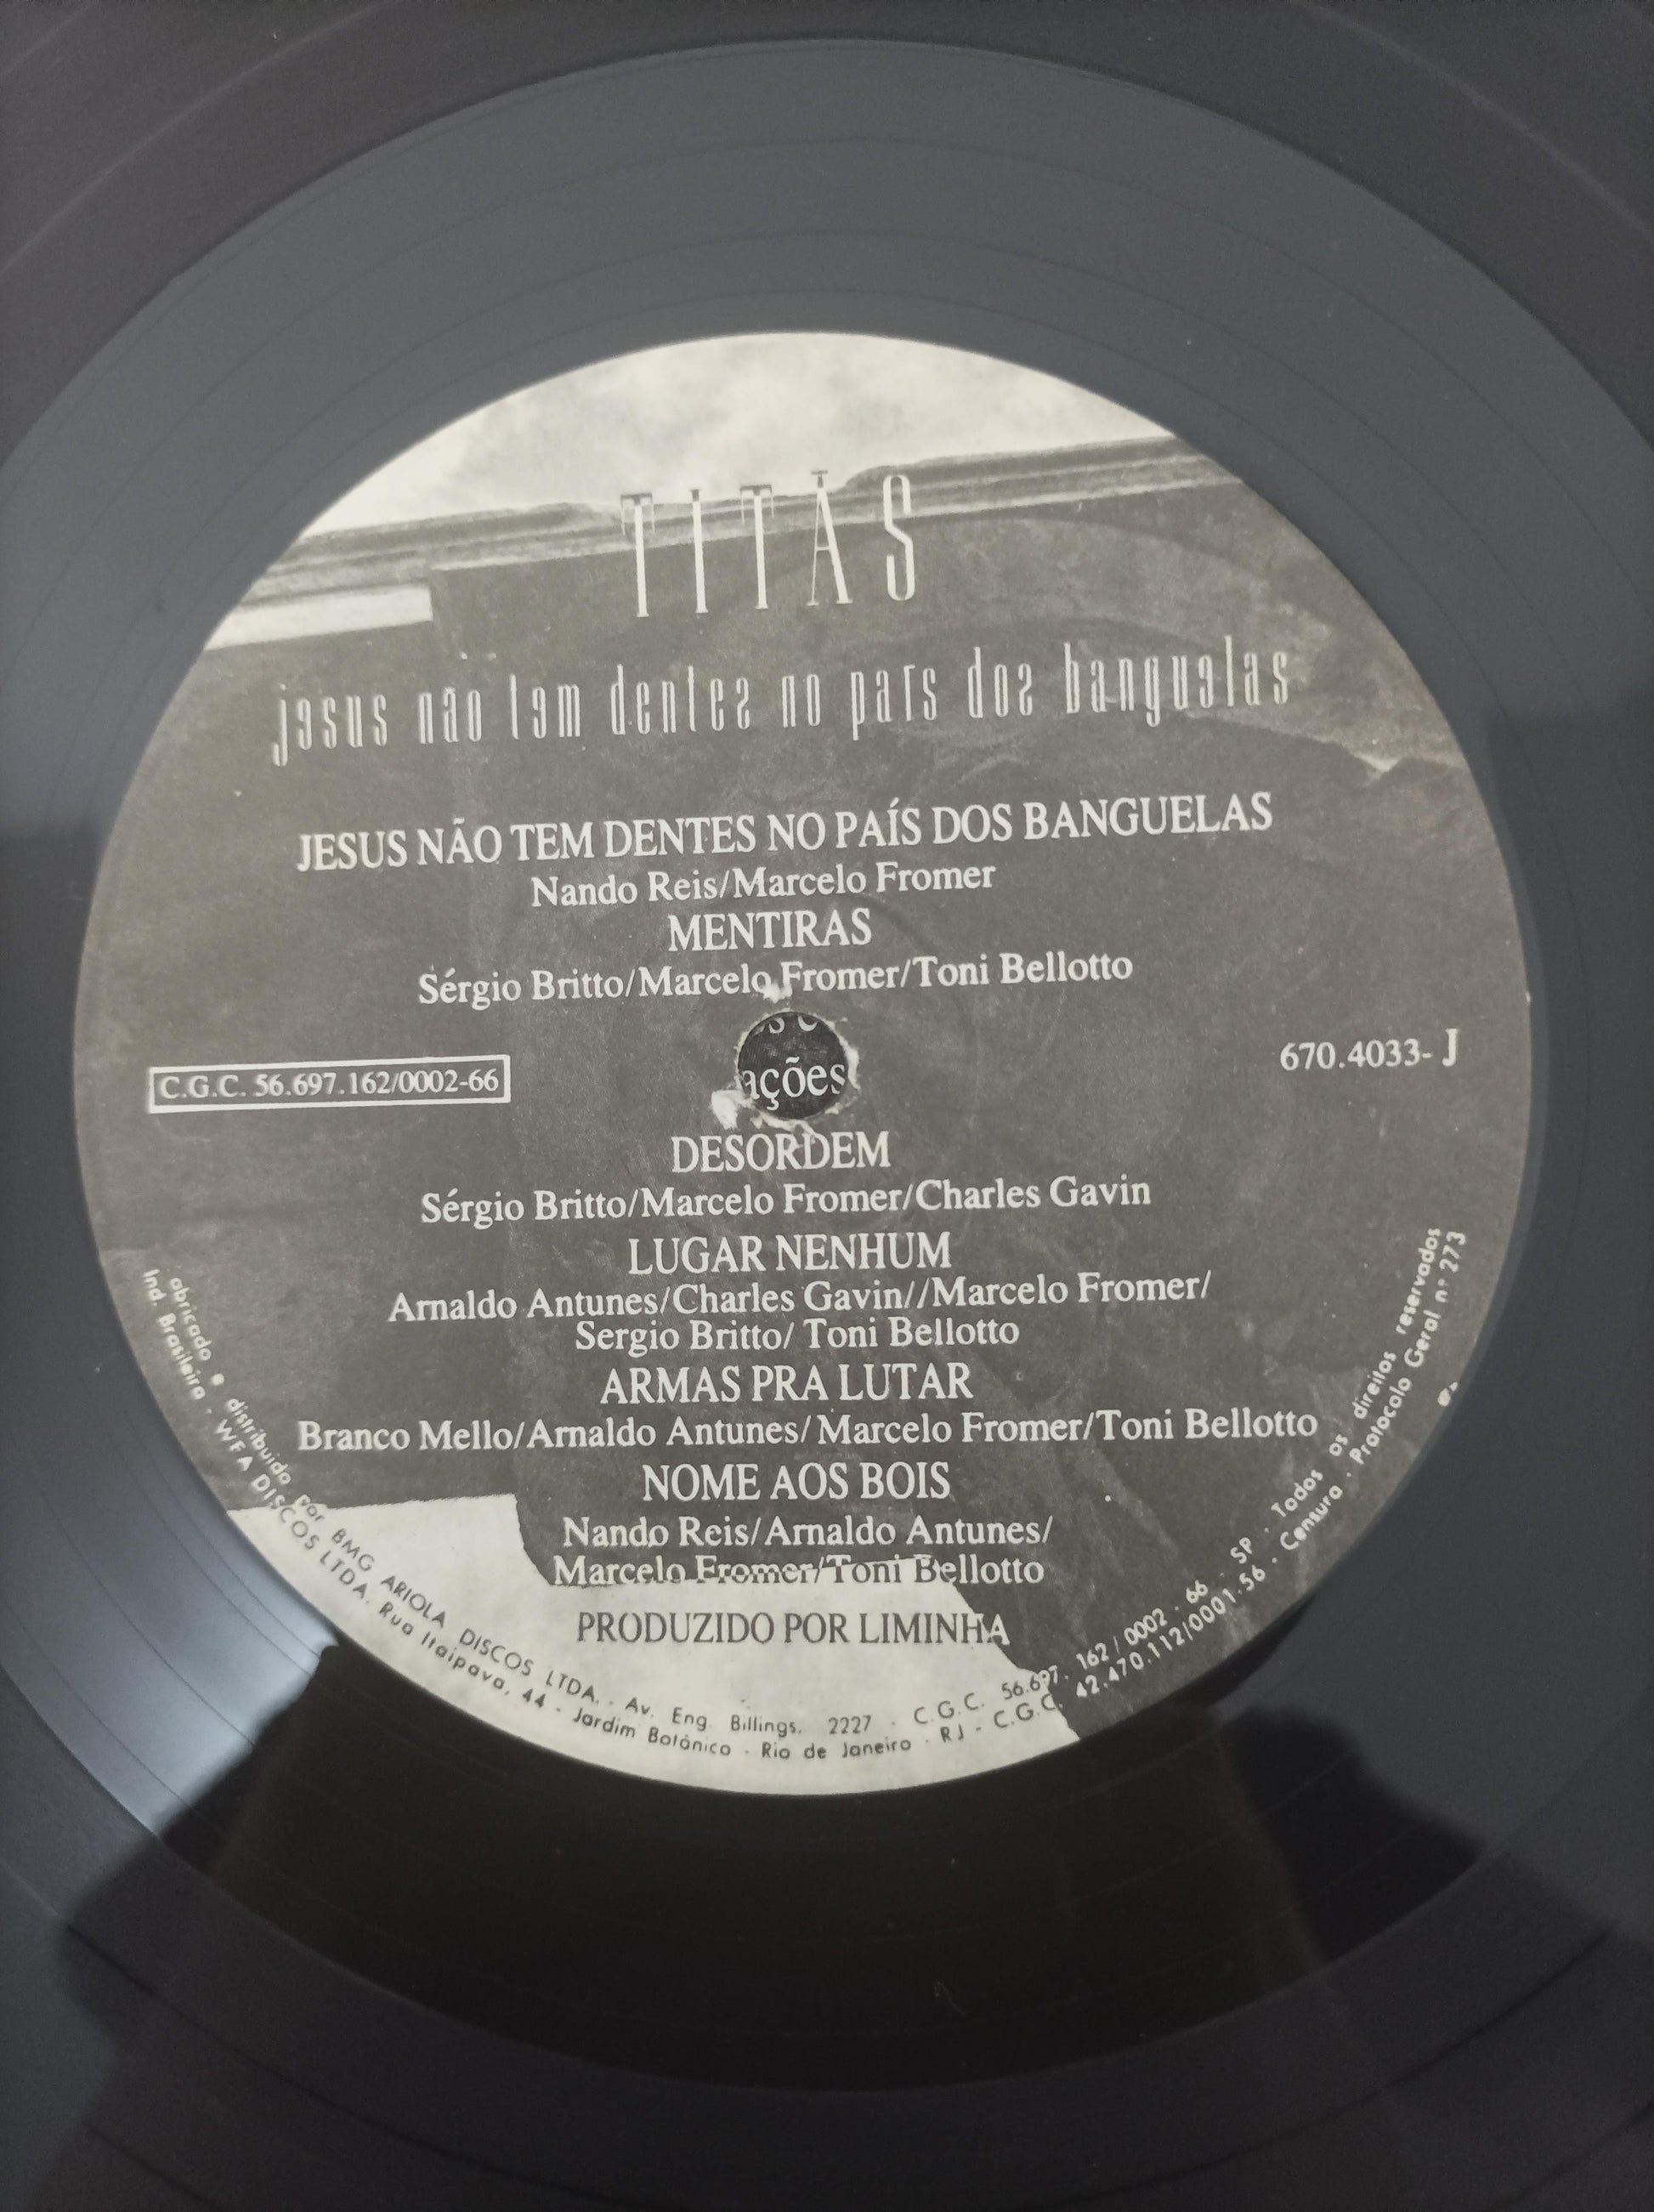 TITÃS
jesus não tem dentes no país dos banguelas
JESUS NÃO TEM DENTES NO PAÍS DOS BANGUELAS
Nando Reis/Marcelo Fromer
MENTIRAS
Sérgio Britto/Marcelo Fromer/Toni Bellotto
C.G.C. 56.697.162/0002-66
ações
670.4033- J
DESORDEM
Sérgio Britto/Marcelo Fromer/Charles Gavin
LUGAR NENHUM
Arnaldo Antunes/Charles Gavin//Marcelo Fromer/
Sergio Britto/ Toni Bellotto
ARMAS PRA LUTAR
Branco Mello/Arnaldo Antunes/ Marcelo Fromer/Toni Bellotto
NOME AOS BOIS
Nando Reis/Arnaldo Antunes/
Marcelo Fromer/Toni Bellotto
PRODUZIDO POR LIMINHA
abricado e distribuido por BMG ARIOLA DISCOS LTDA. . Av. Eng. Billings, 2227 . C.G.C. 56.697.162/0002.66 . SP . Todos os direitos reservados
Ind. Brasileira - WEA DISCOS LTDA. Rua Itaipava, 44 - Jardim Botânico - Rio de Janeiro - RJ - C.G.C. 42.470.112/0001.56 . Censura . Protocolo Geral nº 273